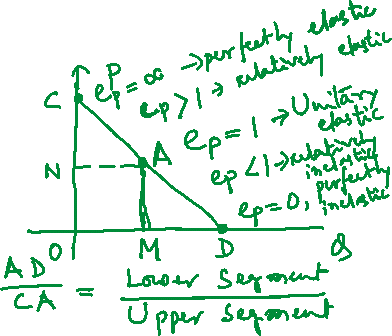 P
C ep=∞ → perfectly elastic
ep>1 → relatively elastic
ep=1 → Unitary elastic
A
N
ep<1 → relatively inelastic
ep=0, perfectly inelastic
O M D Q
AD/CA = Lower Segment/Upper Segment